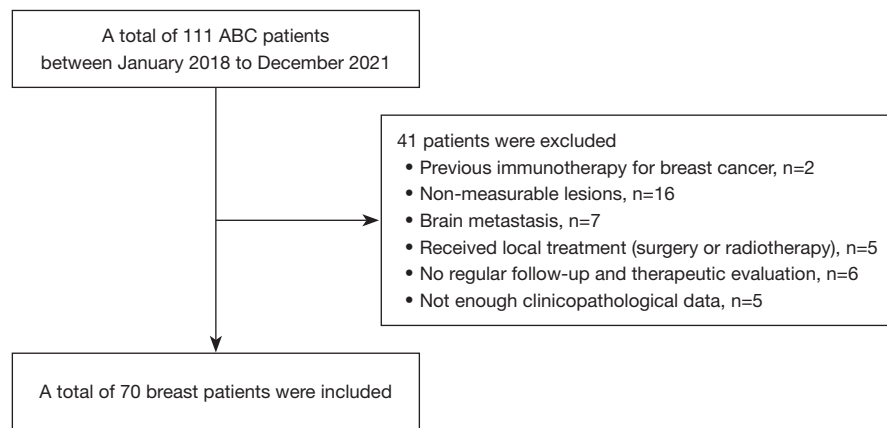 A total of 111 ABC patients
between January 2018 to December 2021
41 patients were excluded
• Previous immunotherapy for breast cancer, n=2
• Non-measurable lesions, n=16
• Brain metastasis, n=7
• Received local treatment (surgery or radiotherapy), n=5
• No regular follow-up and therapeutic evaluation, n=6
• Not enough clinicopathological data, n=5
A total of 70 breast patients were included